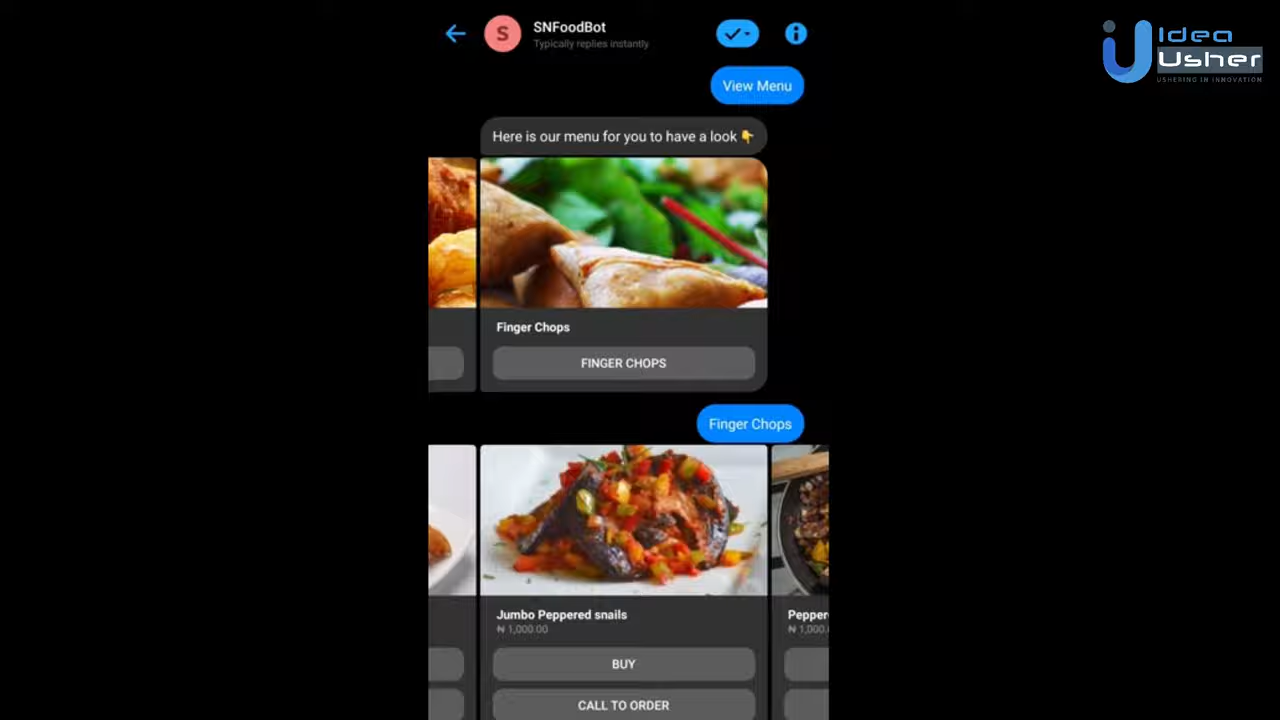 SNFoodBot
Typically replies instantly
Idea
Usher
USHERING IN INNOVATION
View Menu
Here is our menu for you to have a look 👇
Finger Chops
FINGER CHOPS
Finger Chops
Jumbo Peppered snails
₦ 1,000.00
BUY
CALL TO ORDER
Pepper
₦ 1,000.
S